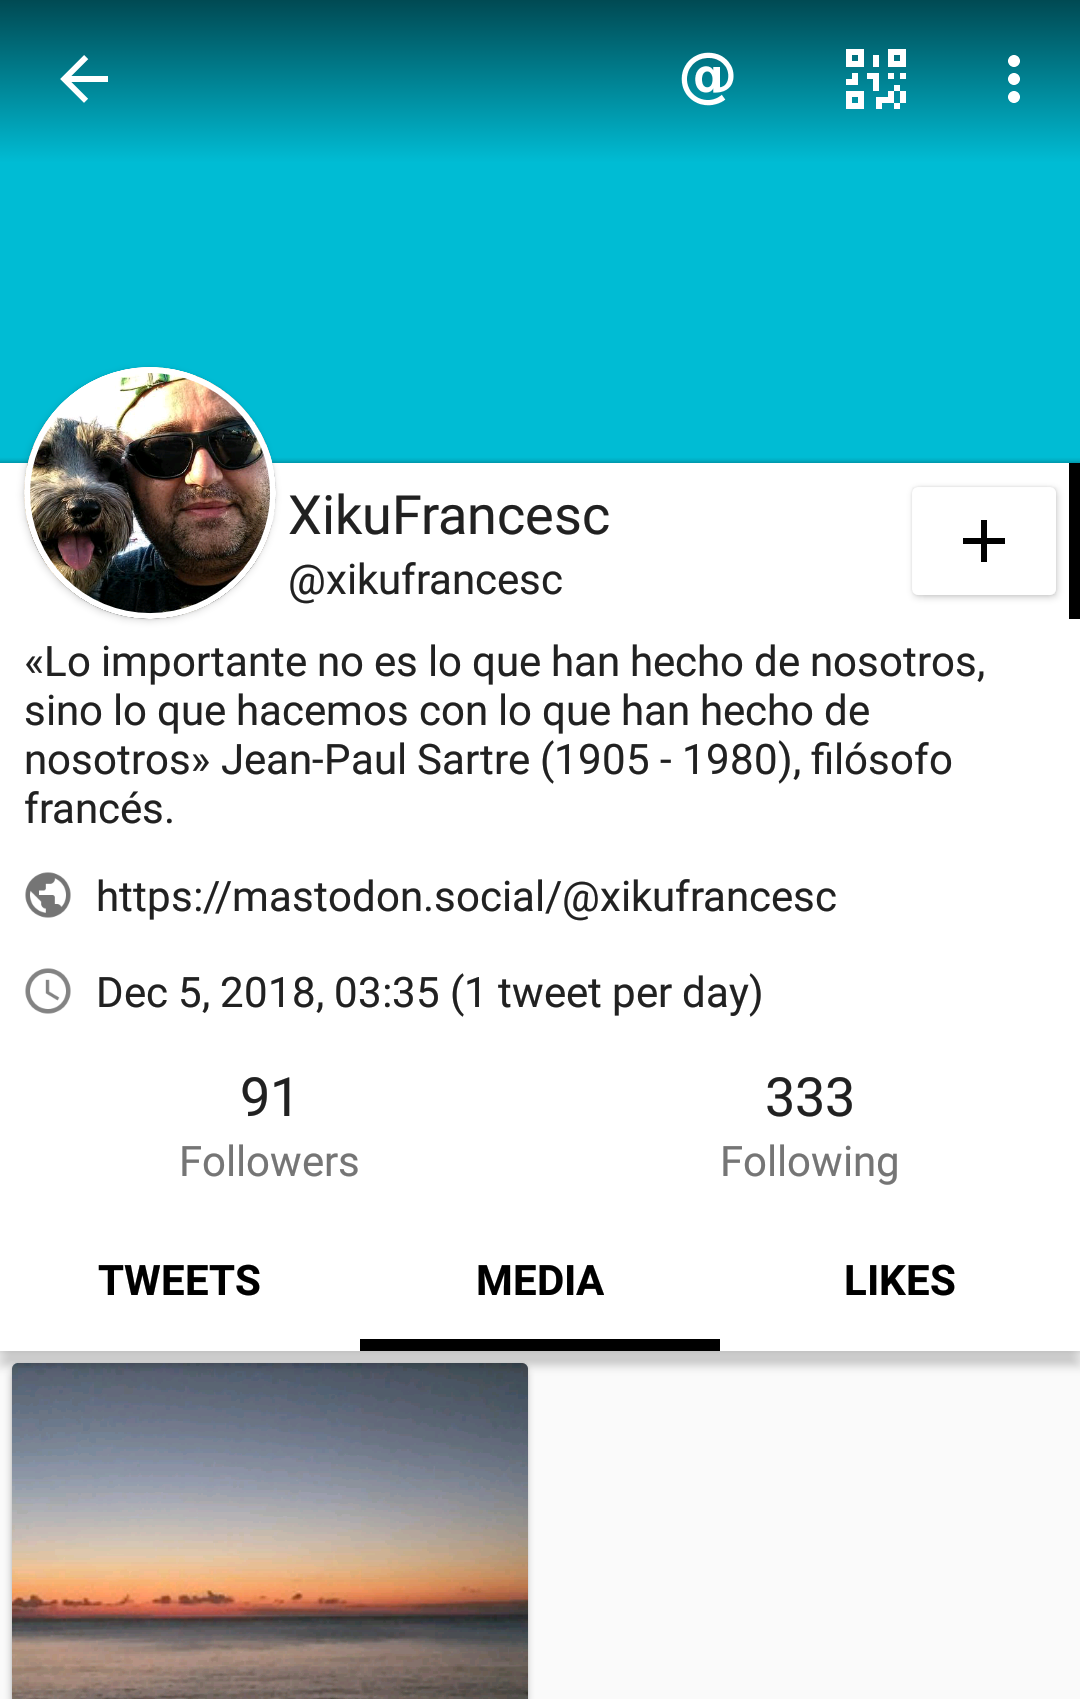 XikuFrancesc
@xikufrancesc
«Lo importante no es lo que han hecho de nosotros,
sino lo que hacemos con lo que han hecho de
nosotros» Jean-Paul Sartre (1905 - 1980), filósofo
francés.
https://mastodon.social/@xikufrancesc
Dec 5, 2018, 03:35 (1 tweet per day)
91 333
Followers Following
TWEETS MEDIA LIKES